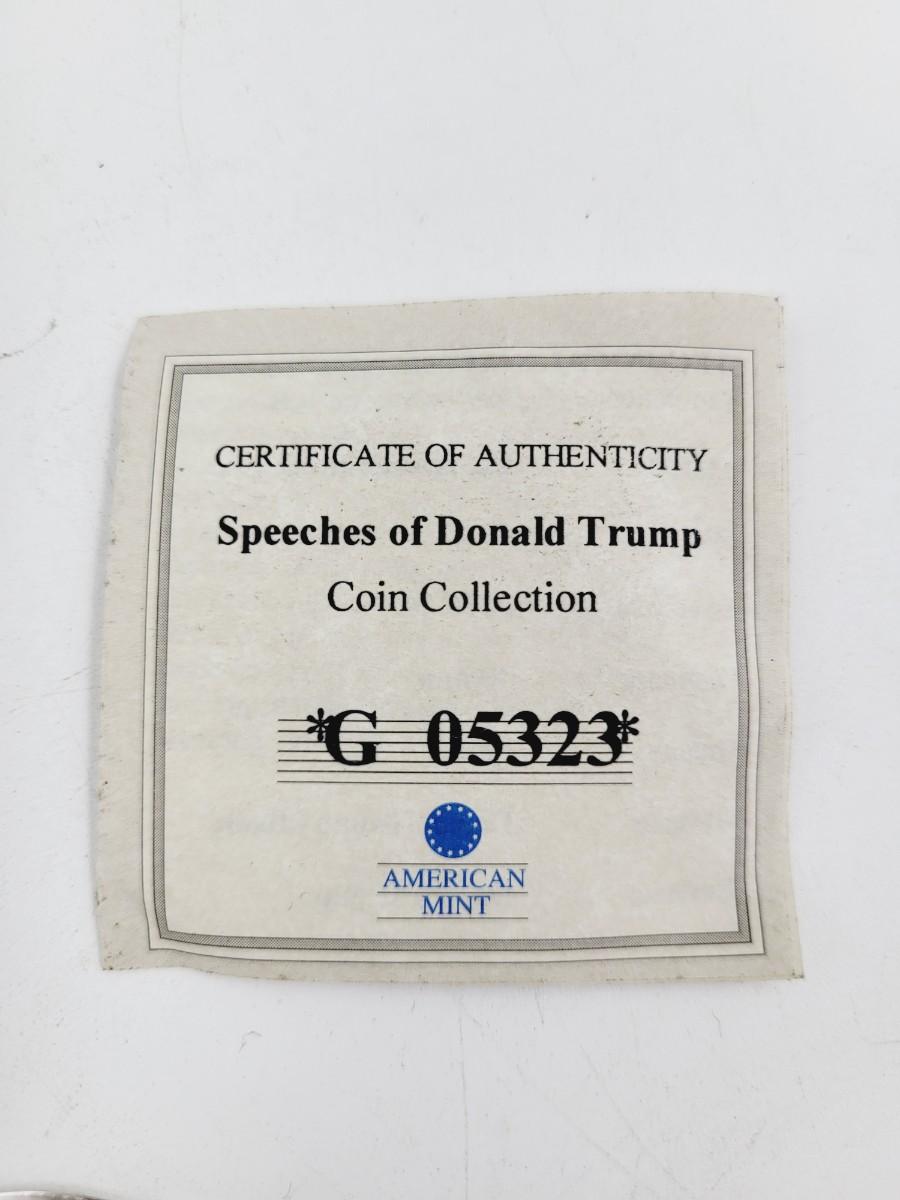 CERTIFICATE OF AUTHENTICITY
Speeches of Donald Trump
Coin Collection
*G 05323*
AMERICAN
MINT